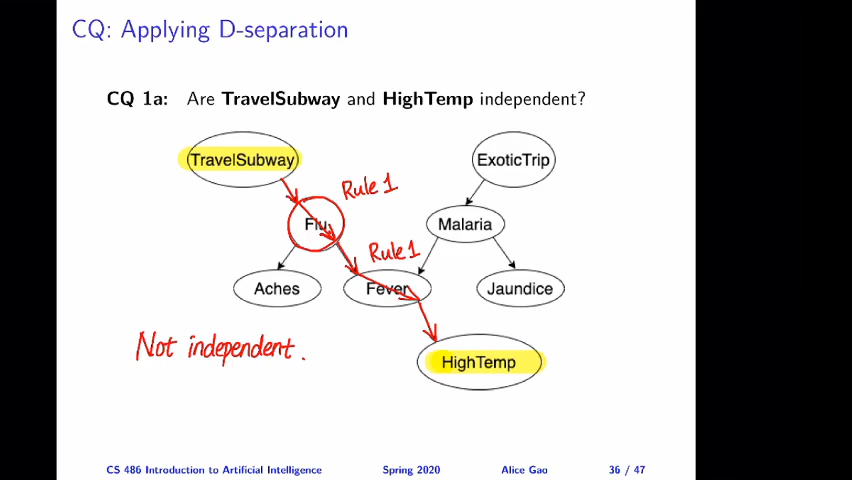 CQ: Applying D-separation
CQ 1a: Are TravelSubway and HighTemp independent?
TravelSubway
ExoticTrip
Rule 1
Flu
Malaria
Rule 1
Aches
Fever
Jaundice
Not independent.
HighTemp
CS 486 Introduction to Artificial Intelligence Spring 2020 Alice Gao 36 / 47